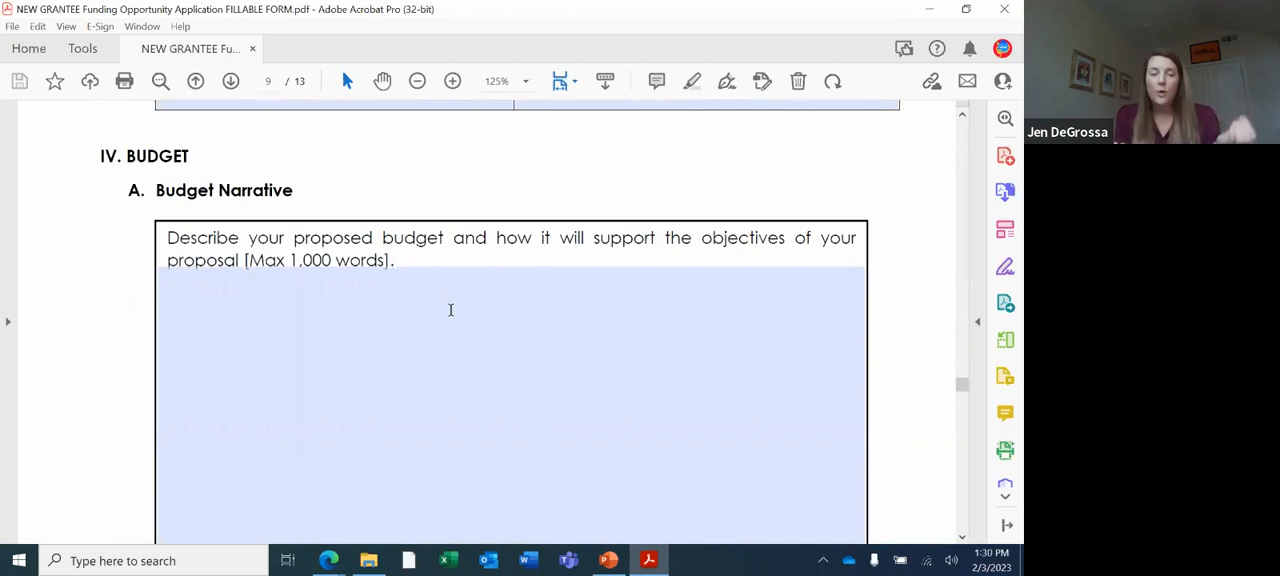 NEW GRANTEE Funding Opportunity Application FILLABLE FORM.pdf - Adobe Acrobat Pro (32-bit)
File Edit View E-Sign Window Help
Home Tools NEW GRANTEE Fu... ×
9 / 13 125%
Jen DeGrossa
IV. BUDGET
A. Budget Narrative
Describe your proposed budget and how it will support the objectives of your
proposal [Max 1,000 words].
Type here to search
1:30 PM
2/3/2023